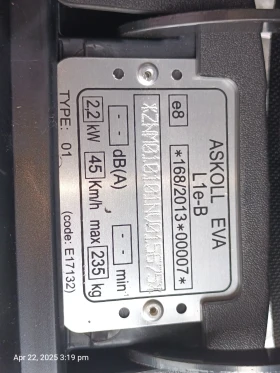 ASKOLL EVA
L1e-B
e8 *168/2013*00007*
-- dB(A) -- min⁻¹
2,2 kW 45 Km/h, max 235 kg
TYPE: 01 (code: E17132)
Apr 22, 2025 3:19 pm